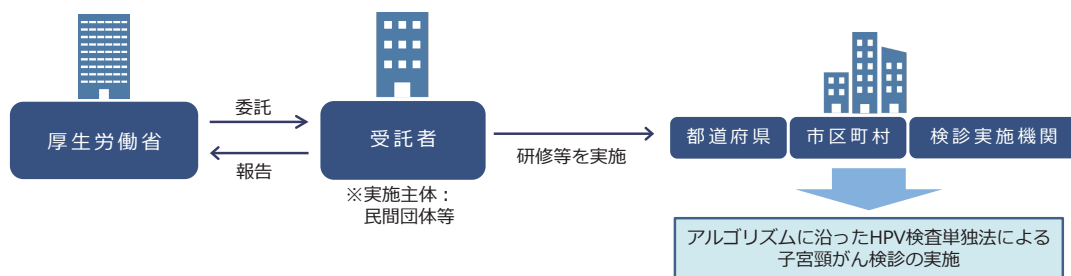 厚生労働省
委託
報告
受託者
※実施主体：
民間団体等
研修等を実施
都道府県
市区町村
検診実施機関
アルゴリズムに沿ったHPV検査単独法による
子宮頸がん検診の実施